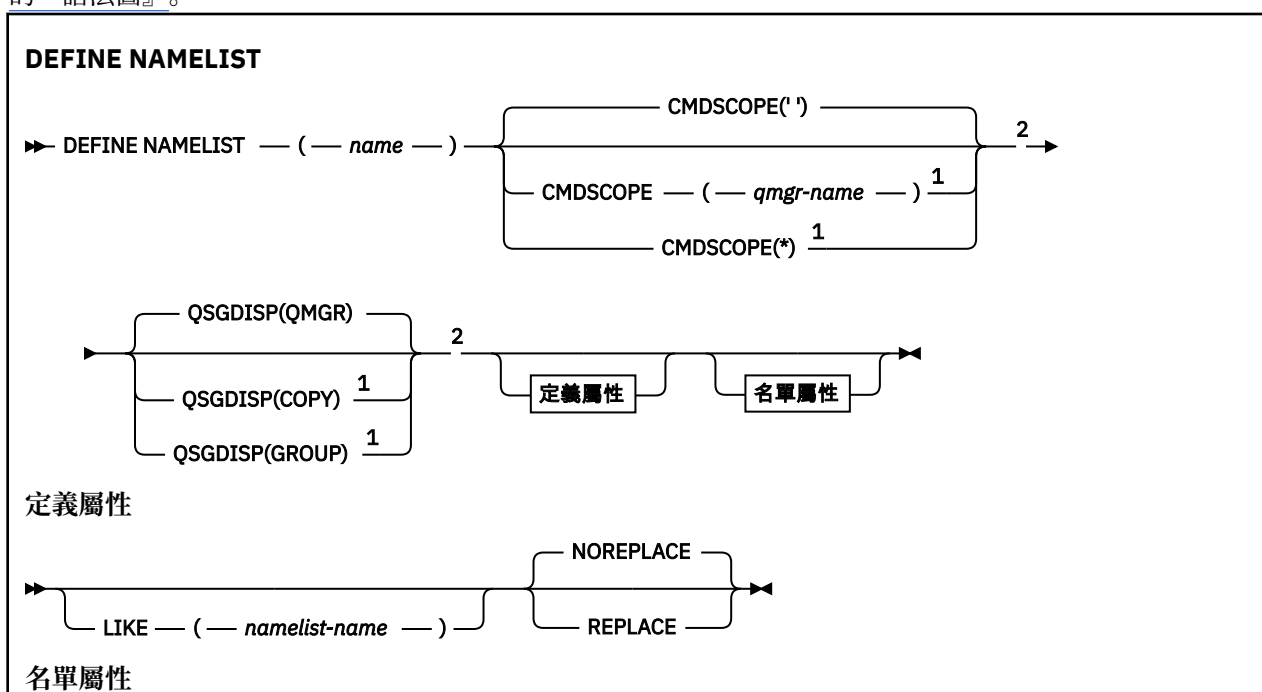 的『語法圖』。
DEFINE NAMELIST
CMDSCOPE(' ')
DEFINE NAMELIST ( name ) 2
CMDSCOPE ( qmgr-name ) 1
CMDSCOPE(*) 1
QSGDISP(QMGR)
2
QSGDISP(COPY) 1 定義屬性 名單屬性
QSGDISP(GROUP) 1
定義屬性
NOREPLACE
LIKE ( namelist-name ) REPLACE
名單屬性